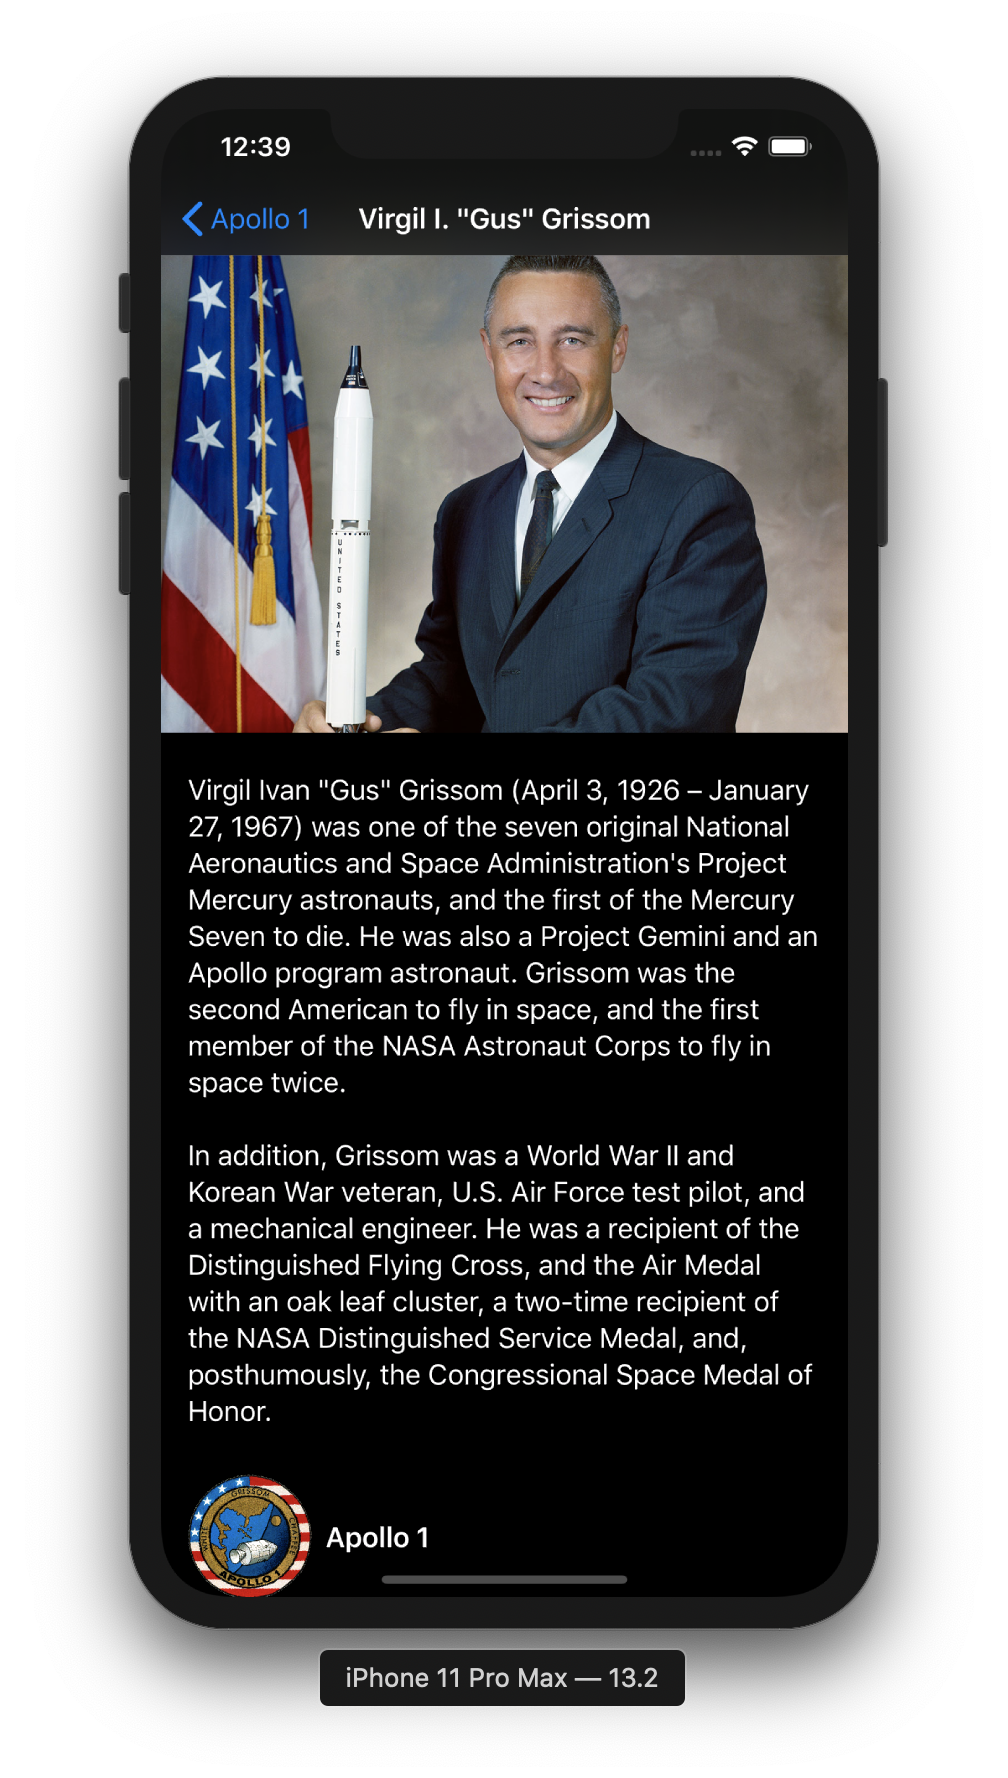 12:39
Apollo 1
Virgil I. "Gus" Grissom
UNITED STATES
Virgil Ivan "Gus" Grissom (April 3, 1926 – January
27, 1967) was one of the seven original National
Aeronautics and Space Administration's Project
Mercury astronauts, and the first of the Mercury
Seven to die. He was also a Project Gemini and an
Apollo program astronaut. Grissom was the
second American to fly in space, and the first
member of the NASA Astronaut Corps to fly in
space twice.
In addition, Grissom was a World War II and
Korean War veteran, U.S. Air Force test pilot, and
a mechanical engineer. He was a recipient of the
Distinguished Flying Cross, and the Air Medal
with an oak leaf cluster, a two-time recipient of
the NASA Distinguished Service Medal, and,
posthumously, the Congressional Space Medal of
Honor.
GRISSOM
WHITE
CHAFFEE
APOLLO 1
Apollo 1
iPhone 11 Pro Max — 13.2